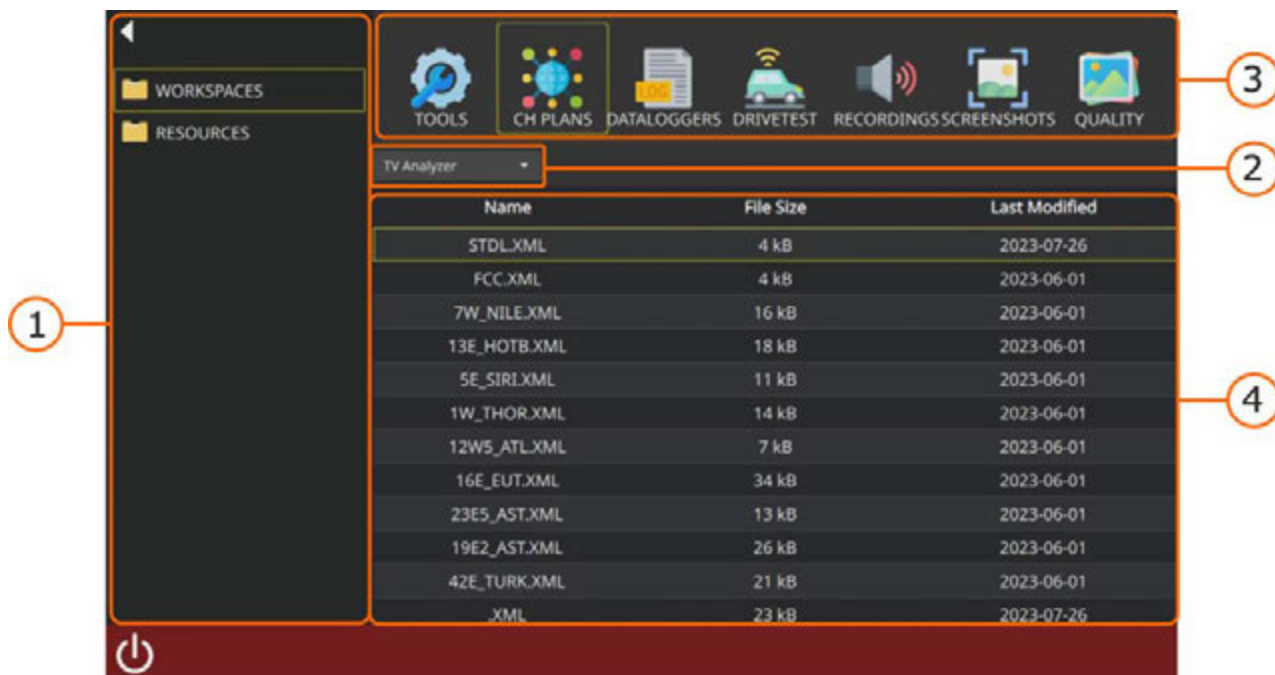 WORKSPACES
RESOURCES
TOOLS CH PLANS DATALOGGERS DRIVETEST RECORDINGS SCREENSHOTS QUALITY
LOG
TV Analyzer
Name File Size Last Modified
STDL.XML 4 kB 2023-07-26
FCC.XML 4 kB 2023-06-01
7W_NILE.XML 16 kB 2023-06-01
13E_HOTB.XML 18 kB 2023-06-01
5E_SIRI.XML 11 kB 2023-06-01
1W_THOR.XML 14 kB 2023-06-01
12W5_ATL.XML 7 kB 2023-06-01
16E_EUT.XML 34 kB 2023-06-01
23E5_AST.XML 13 kB 2023-06-01
19E2_AST.XML 26 kB 2023-06-01
42E_TURK.XML 21 kB 2023-06-01
.XML 23 kB 2023-07-26
1
3
2
4